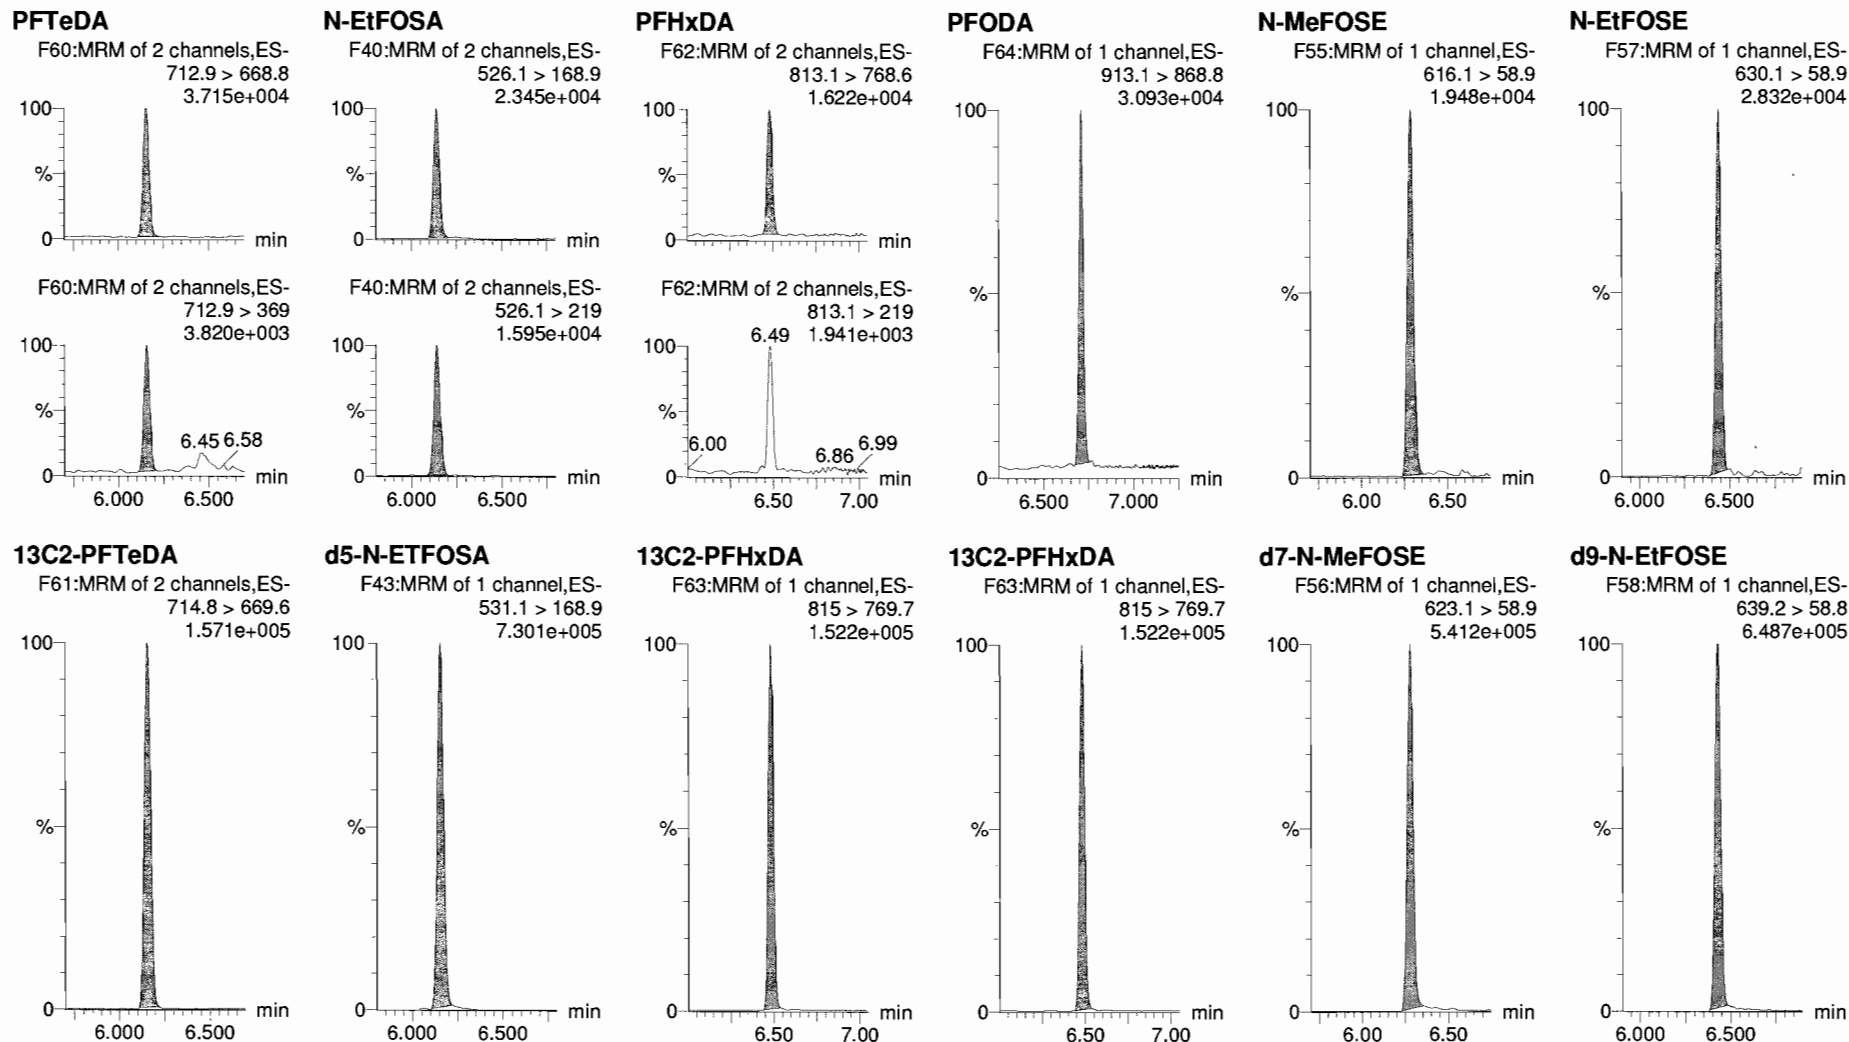 PFTeDA
F60:MRM of 2 channels,ES-
712.9 > 668.8
3.715e+004
100
%
0
min
F60:MRM of 2 channels,ES-
712.9 > 369
3.820e+003
100
%
6.45 6.58
0
min
6.000 6.500
N-EtFOSA
F40:MRM of 2 channels,ES-
526.1 > 168.9
2.345e+004
100
%
0
min
F40:MRM of 2 channels,ES-
526.1 > 219
1.595e+004
100
%
0
min
6.000 6.500
PFHxDA
F62:MRM of 2 channels,ES-
813.1 > 768.6
1.622e+004
100
%
0
min
F62:MRM of 2 channels,ES-
813.1 > 219
6.49 1.941e+003
100
%
6.00 6.86 6.99
0
min
6.50 7.00
PFODA
F64:MRM of 1 channel,ES-
913.1 > 868.8
3.093e+004
100
%
0
min
6.500 7.000
N-MeFOSE
F55:MRM of 1 channel,ES-
616.1 > 58.9
1.948e+004
100
%
0
min
6.00 6.50
N-EtFOSE
F57:MRM of 1 channel,ES-
630.1 > 58.9
2.832e+004
100
%
0
min
6.000 6.500
13C2-PFTeDA
F61:MRM of 2 channels,ES-
714.8 > 669.6
1.571e+005
100
%
0
min
6.000 6.500
d5-N-ETFOSA
F43:MRM of 1 channel,ES-
531.1 > 168.9
7.301e+005
100
%
0
min
6.000 6.500
13C2-PFHxDA
F63:MRM of 1 channel,ES-
815 > 769.7
1.522e+005
100
%
0
min
6.50 7.00
13C2-PFHxDA
F63:MRM of 1 channel,ES-
815 > 769.7
1.522e+005
100
%
0
min
6.50 7.00
d7-N-MeFOSE
F56:MRM of 1 channel,ES-
623.1 > 58.9
5.412e+005
100
%
0
min
6.00 6.50
d9-N-EtFOSE
F58:MRM of 1 channel,ES-
639.2 > 58.8
6.487e+005
100
%
0
min
6.000 6.500